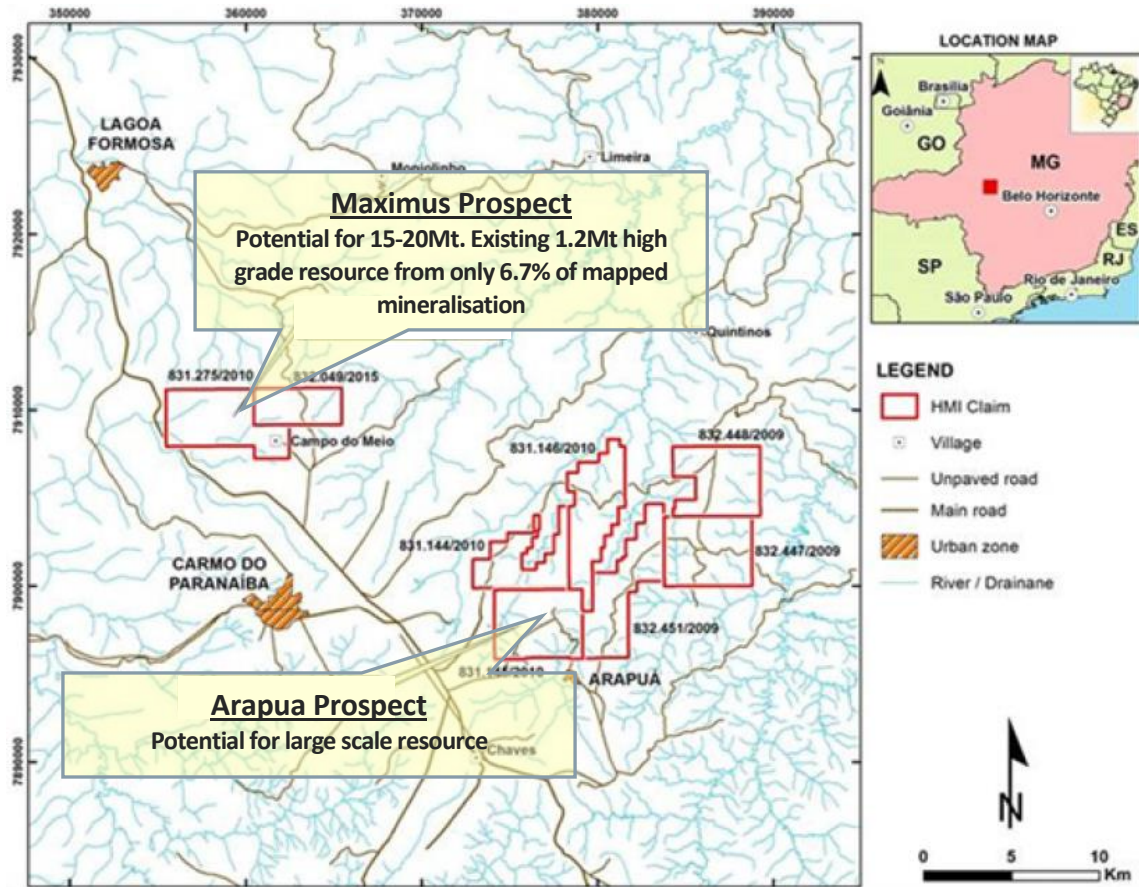 350000 360000 370000 380000 390000
7930000
7920000
7910000
7900000
7890000
LAGOA
FORMOSA
Limeira
Maximus Prospect
Potential for 15-20Mt. Existing 1.2Mt high
grade resource from only 6.7% of mapped
mineralisation
Quintinos
831.275/2010
832.049/2015
Campo do Meio
831.146/2010
832.448/2009
831.144/2010
832.447/2009
CARMO DO
PARANAÍBA
832.451/2009
ARAPUÁ
Arapua Prospect
Potential for large scale resource
Chaves
LOCATION MAP
N
Brasília
Goiânia
GO
MG
Belo Horizonte
ES
RJ
SP
Rio de Janeiro
São Paulo
LEGEND
HMI Claim
Village
Unpaved road
Main road
Urban zone
River / Drainane
N
0 5 10
Km